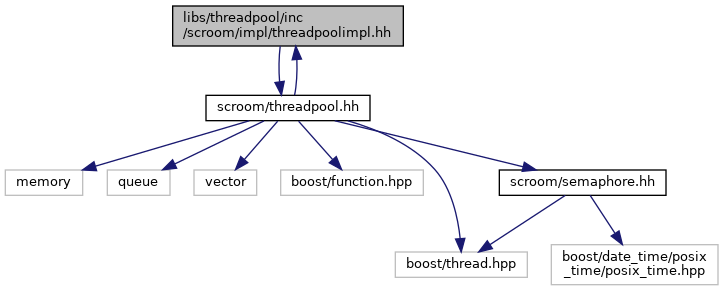 libs/threadpool/inc
/scroom/impl/threadpoolimpl.hh
scroom/threadpool.hh
memory
queue
vector
boost/function.hpp
scroom/semaphore.hh
boost/thread.hpp
boost/date_time/posix
_time/posix_time.hpp